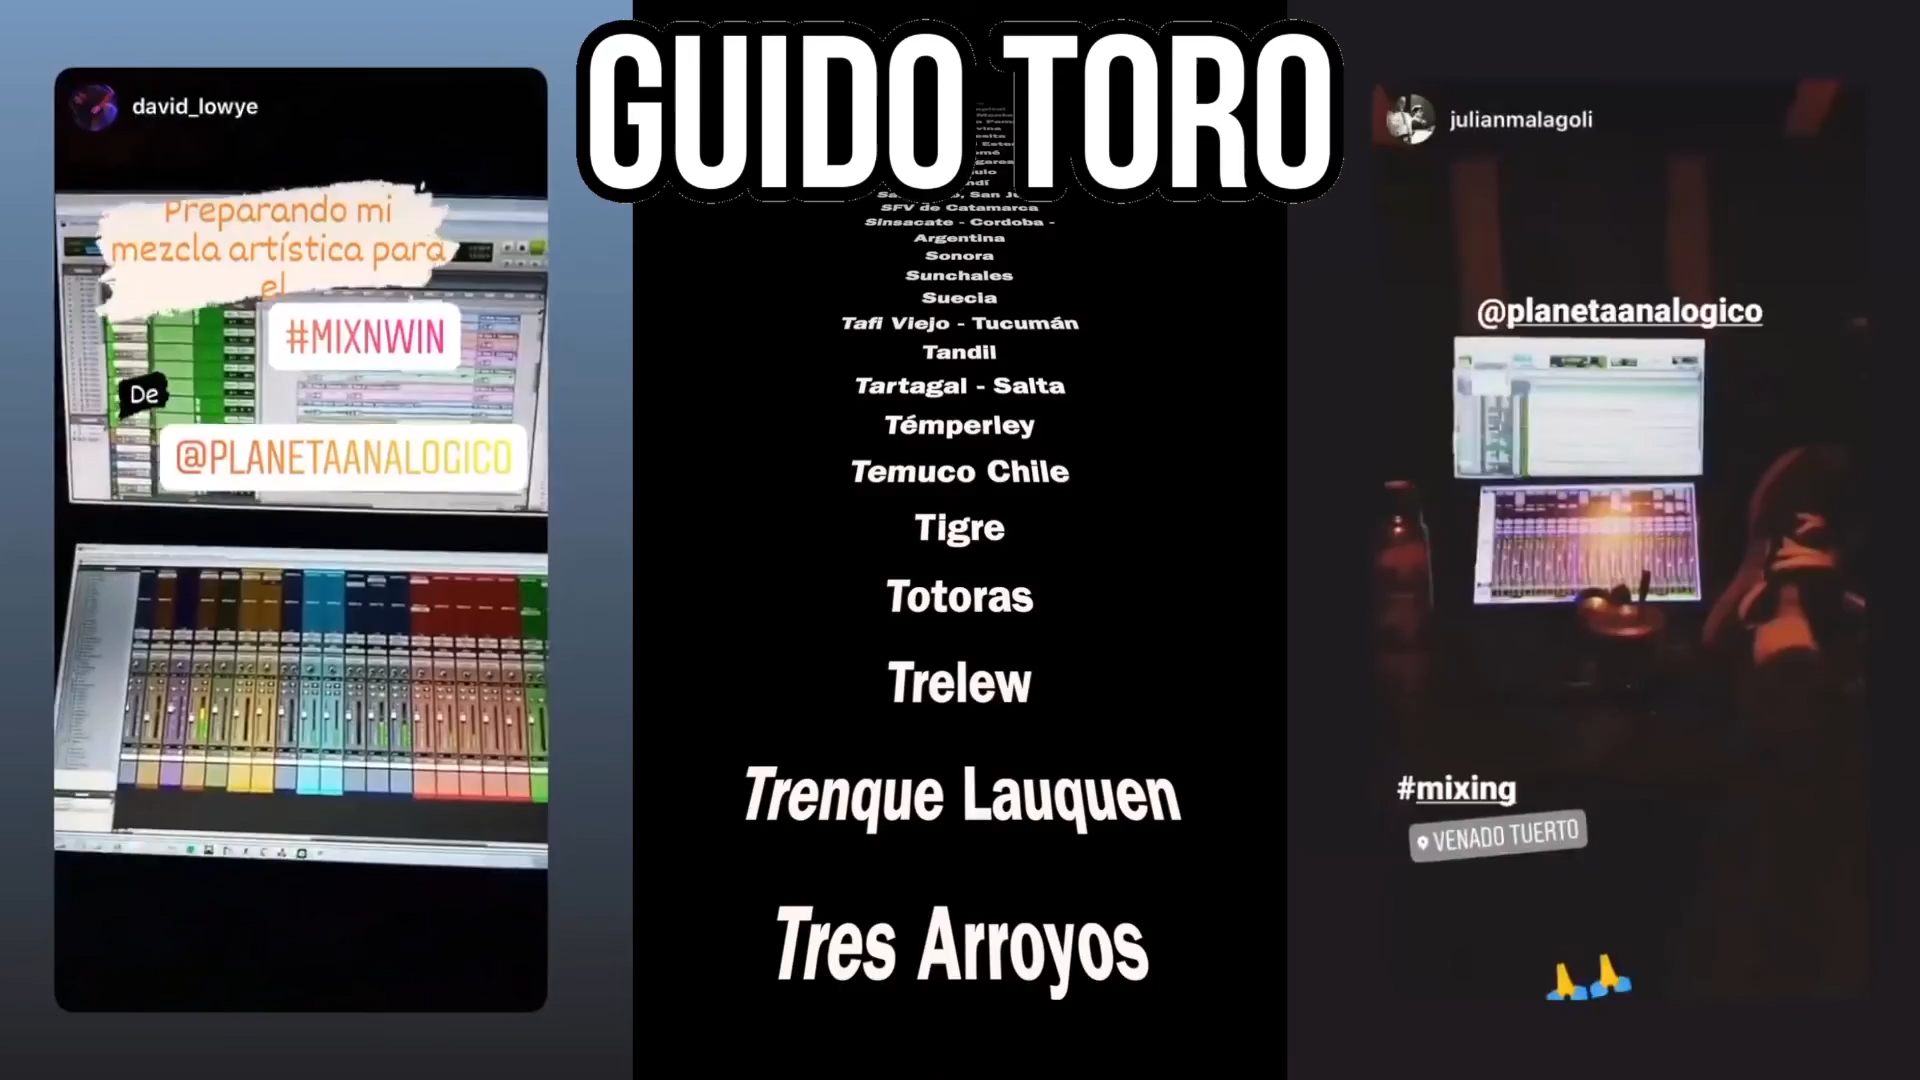 GUIDO TORO
david_lowye
Preparando mi
mezcla artística para
el
#MIXNWIN
De
@PLANETAANALOGICO
SFV de Catamarca
Sinsacate - Cordoba -
Argentina
Sonora
Sunchales
Suecia
Tafi Viejo - Tucumán
Tandil
Tartagal - Salta
Témperley
Temuco Chile
Tigre
Totoras
Trelew
Trenque Lauquen
Tres Arroyos
julianmalagoli
@planetaanalogico
#mixing
VENADO TUERTO